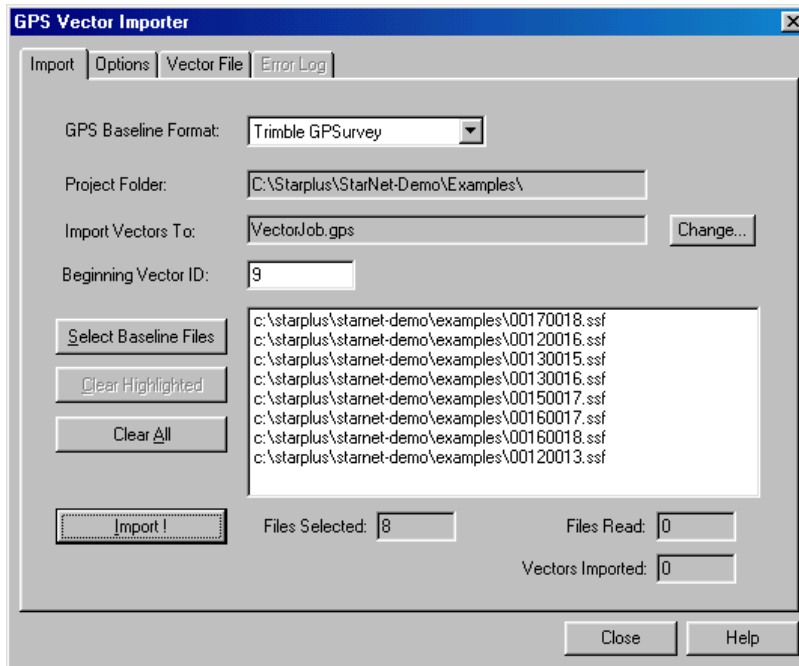 GPS Vector Importer
Import Options Vector File Error Log
GPS Baseline Format: Trimble GPSurvey
Project Folder: C:\Starplus\StarNet-Demo\Examples\
Import Vectors To: VectorJob.gps Change...
Beginning Vector ID: 9
Select Baseline Files
Clear Highlighted
Clear All
c:\starplus\starnet-demo\examples\00170018.ssf
c:\starplus\starnet-demo\examples\00120016.ssf
c:\starplus\starnet-demo\examples\00130015.ssf
c:\starplus\starnet-demo\examples\00130016.ssf
c:\starplus\starnet-demo\examples\00150017.ssf
c:\starplus\starnet-demo\examples\00160017.ssf
c:\starplus\starnet-demo\examples\00160018.ssf
c:\starplus\starnet-demo\examples\00120013.ssf
Import ! Files Selected: 8 Files Read: 0
Vectors Imported: 0
Close Help